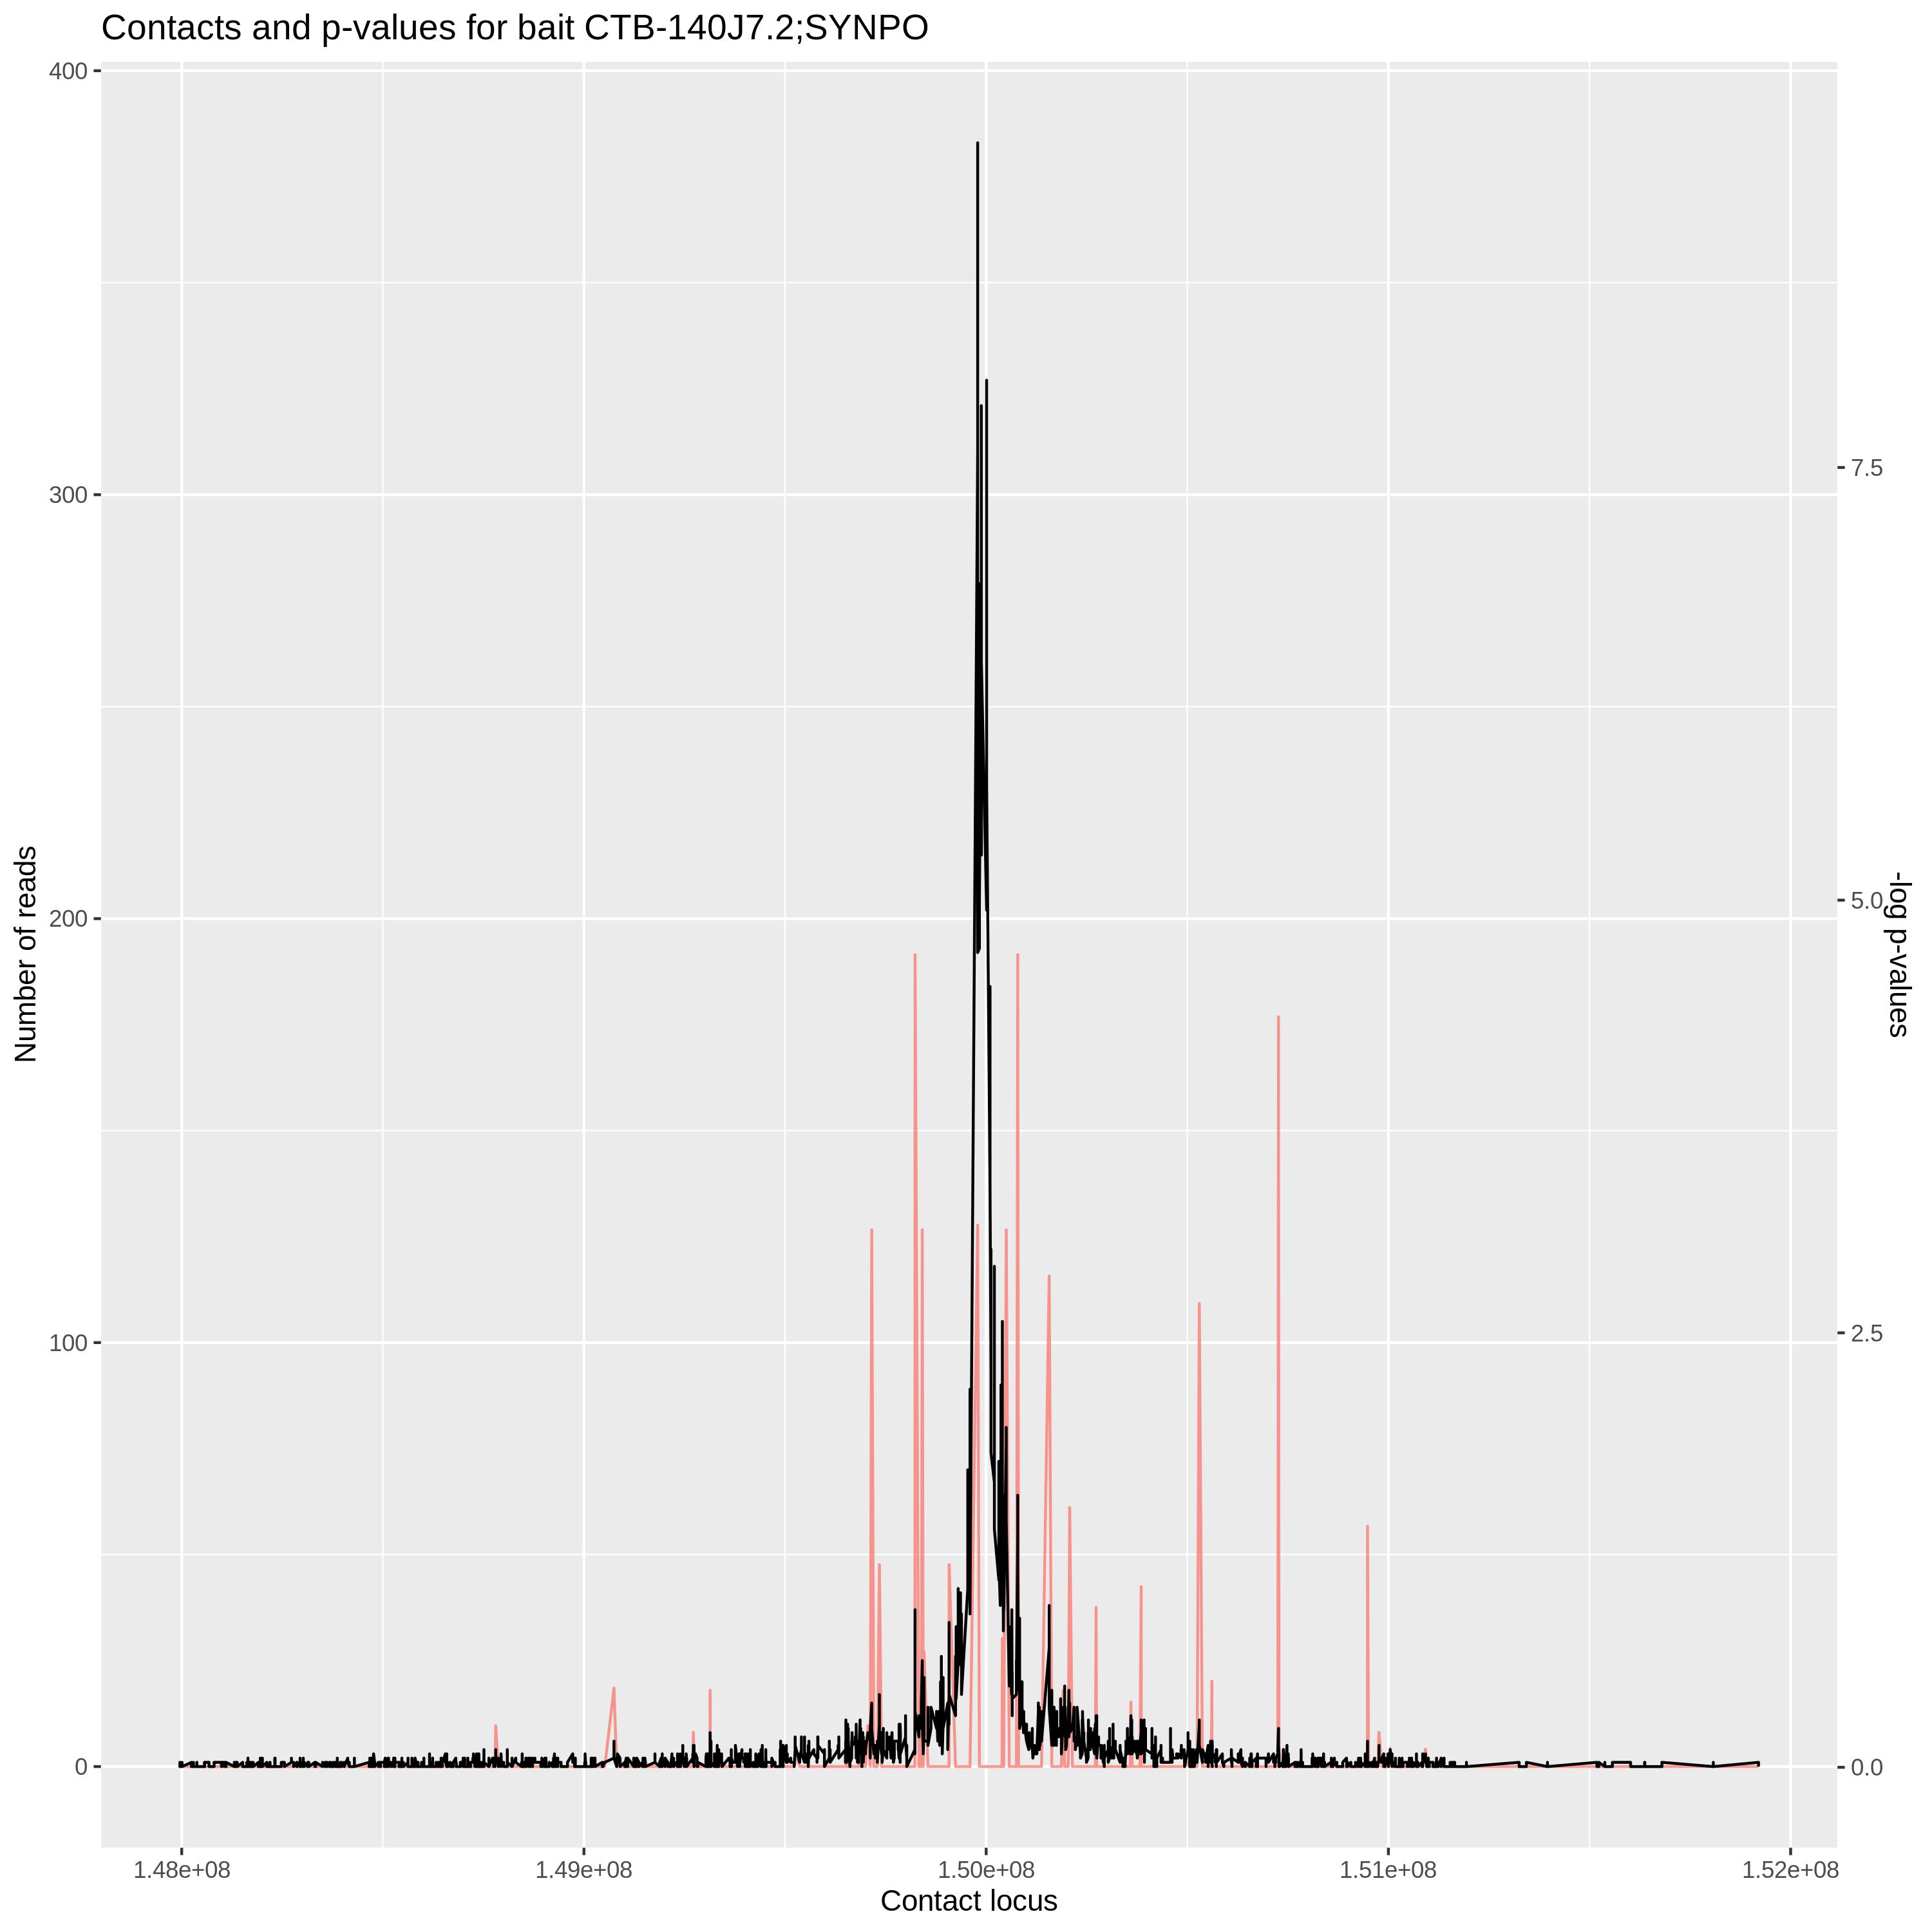 Contacts and p-values for bait CTB-140J7.2;SYNPO
400
300
200
100
0
Number of reads
7.5
5.0
2.5
0.0
-log p-values
1.48e+08 1.49e+08 1.50e+08 1.51e+08 1.52e+08
Contact locus